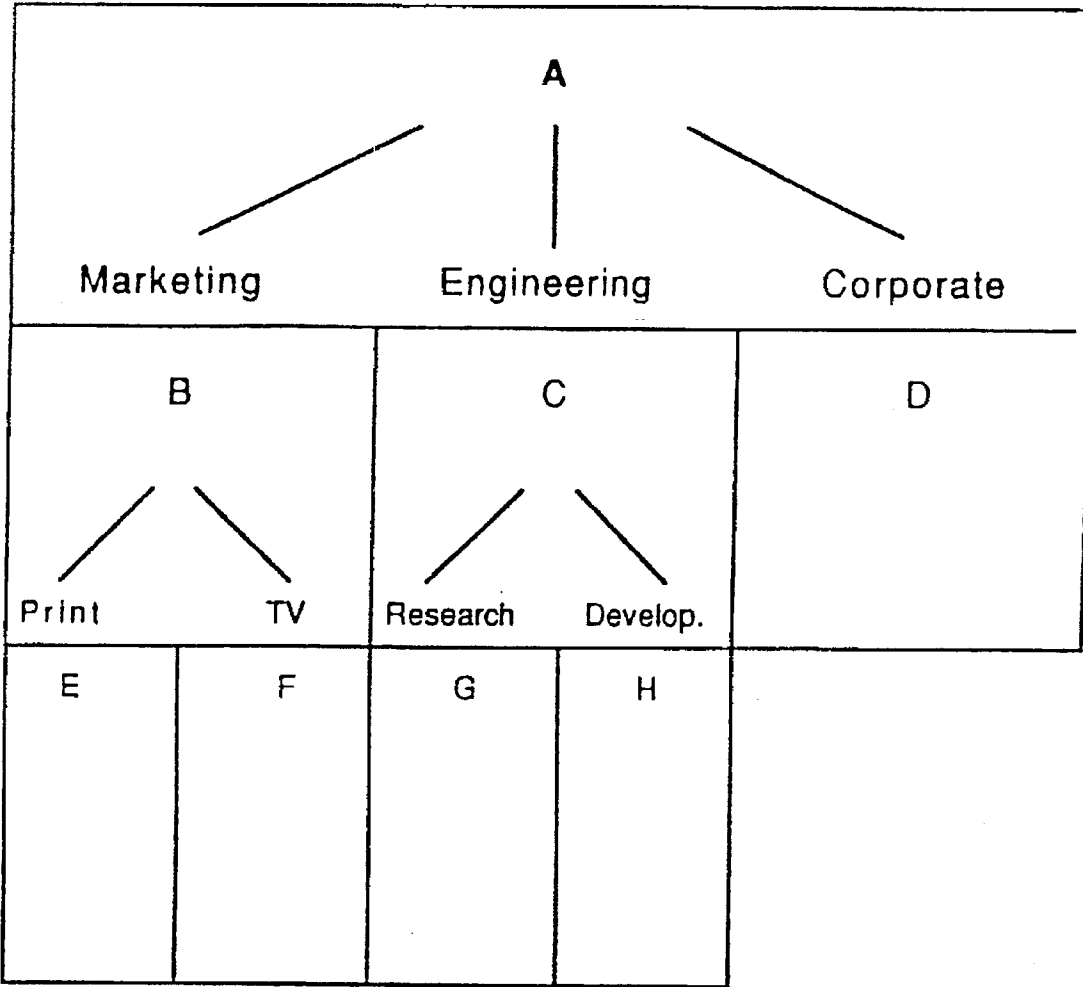 A
Marketing Engineering Corporate
B C D
Print TV Research Develop.
E F G H